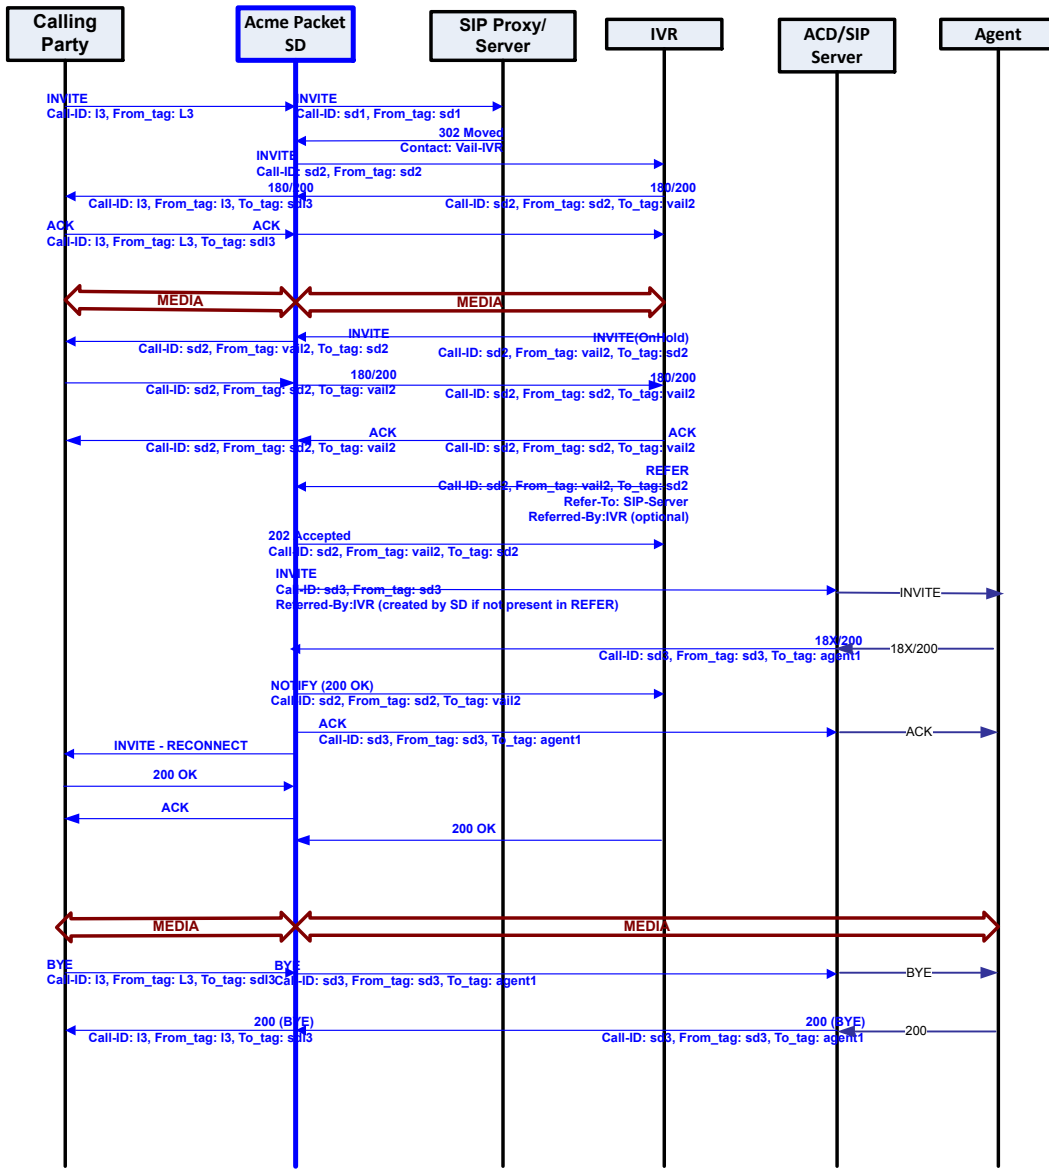 Calling
Party
Acme Packet
SD
SIP Proxy/
Server
IVR
ACD/SIP
Server
Agent
INVITE
Call-ID: l3, From_tag: L3
INVITE
Call-ID: sd1, From_tag: sd1
302 Moved
Contact: Vail-IVR
INVITE
Call-ID: sd2, From_tag: sd2
180/200
Call-ID: l3, From_tag: l3, To_tag: sdl3
180/200
Call-ID: sd2, From_tag: sd2, To_tag: vail2
ACK
Call-ID: l3, From_tag: L3, To_tag: sdl3
ACK
MEDIA
MEDIA
INVITE
Call-ID: sd2, From_tag: vail2, To_tag: sd2
INVITE(OnHold)
Call-ID: sd2, From_tag: vail2, To_tag: sd2
180/200
Call-ID: sd2, From_tag: sd2, To_tag: vail2
180/200
Call-ID: sd2, From_tag: sd2, To_tag: vail2
ACK
Call-ID: sd2, From_tag: sd2, To_tag: vail2
ACK
Call-ID: sd2, From_tag: sd2, To_tag: vail2
REFER
Call-ID: sd2, From_tag: vail2, To_tag: sd2
Refer-To: SIP-Server
Referred-By:IVR (optional)
202 Accepted
Call-ID: sd2, From_tag: vail2, To_tag: sd2
INVITE
Call-ID: sd3, From_tag: sd3
Referred-By:IVR (created by SD if not present in REFER)
INVITE
18X/200
Call-ID: sd3, From_tag: sd3, To_tag: agent1
18X/200
NOTIFY (200 OK)
Call-ID: sd2, From_tag: sd2, To_tag: vail2
ACK
Call-ID: sd3, From_tag: sd3, To_tag: agent1
ACK
INVITE - RECONNECT
200 OK
ACK
200 OK
MEDIA
MEDIA
BYE
Call-ID: l3, From_tag: L3, To_tag: sdl3
BYE
Call-ID: sd3, From_tag: sd3, To_tag: agent1
BYE
200 (BYE)
Call-ID: l3, From_tag: l3, To_tag: sdl3
200 (BYE)
Call-ID: sd3, From_tag: sd3, To_tag: agent1
200